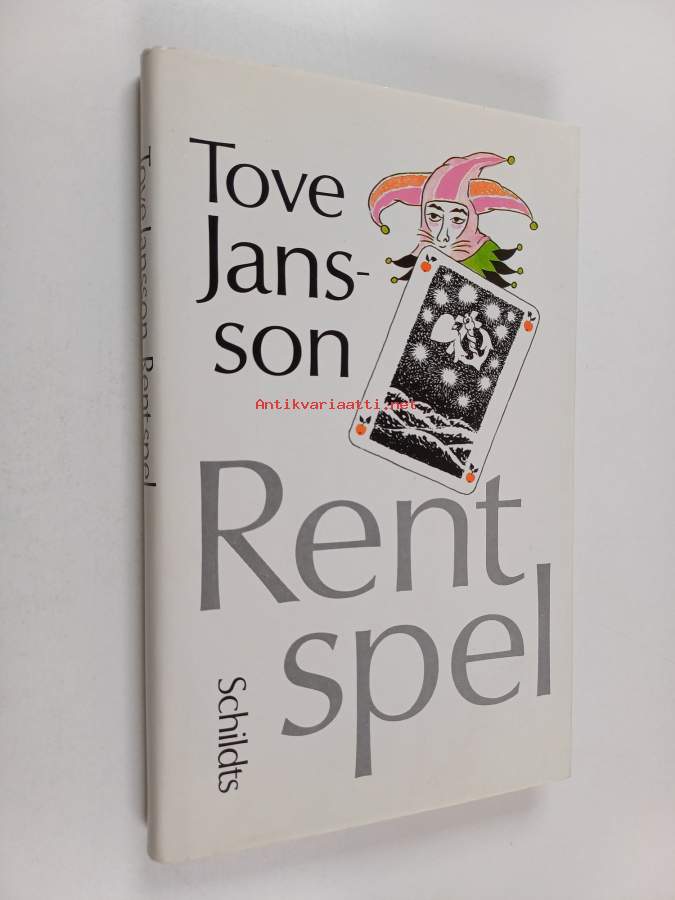 Tove
Jans-
son
Antikvariaatti.net
Rent
spel
Schildts
Tove Jansson Rent spel